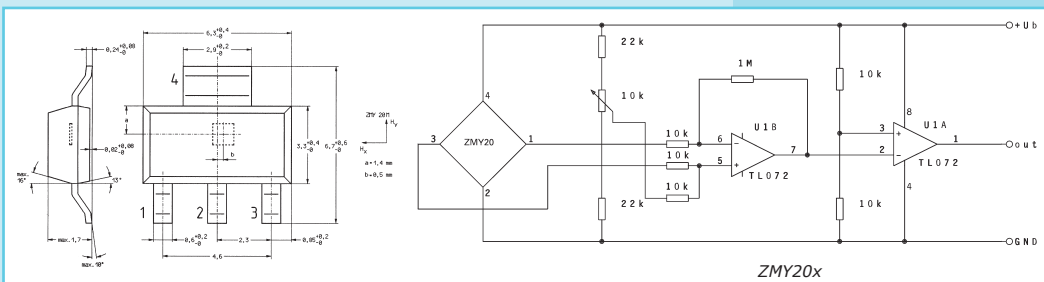 0,24+0,08 -0
6,3+0,4 -0
2,9+0,2 -0
4
a
b
0,02+0,08 -0
3,3+0,4 -0
6,7+0,6 -0
max. 16°
13°
1
2
3
max.1,7
max.10°
0,6+0,2 -0
2,3
0,85+0,2 -0
4,6
ZMY 20M
Hy
Hx
a=1,4 mm
b=0,5 mm
+Ub
22k
10k
22k
4
3
ZMY20
1
2
1M
10k
10k
10k
6
-
5
+
U1B
7
TL072
10k
10k
8
3
+
2
-
U1A
1
TL072
4
out
GND
ZMY20x